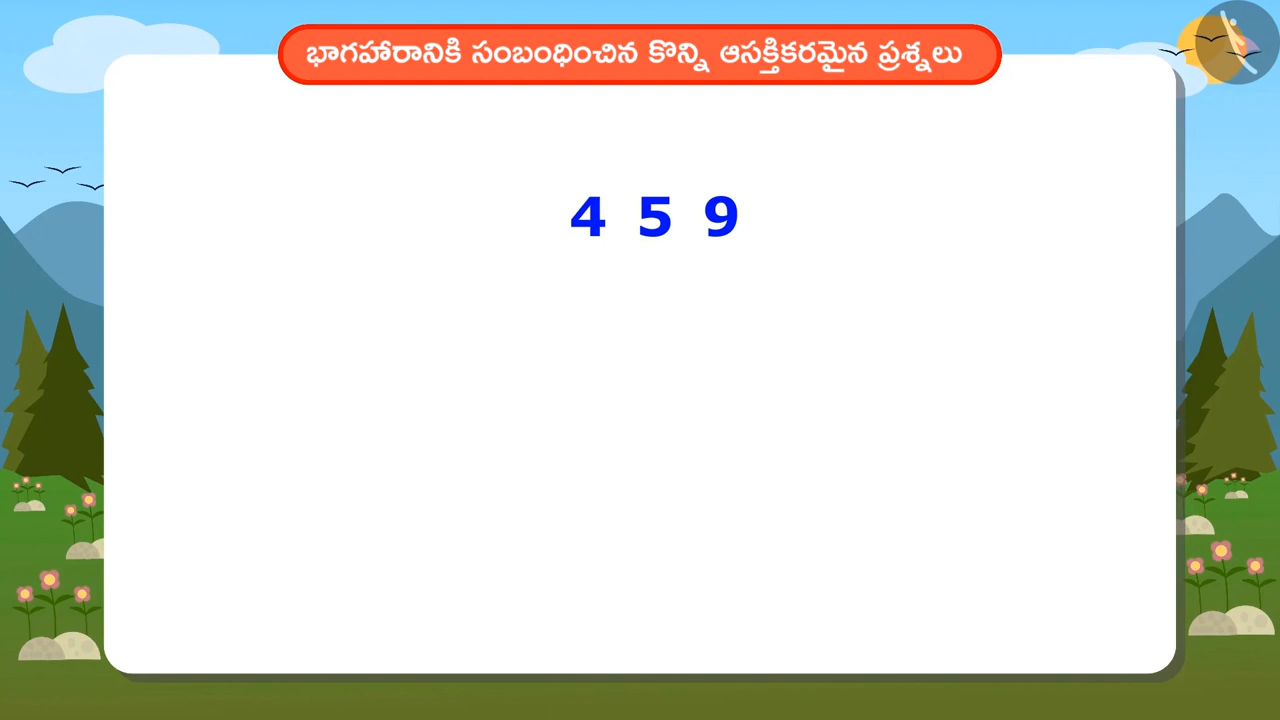 భాగహారానికి సంబంధించిన కొన్ని ఆసక్తికరమైన ప్రశ్నలు
4 5 9